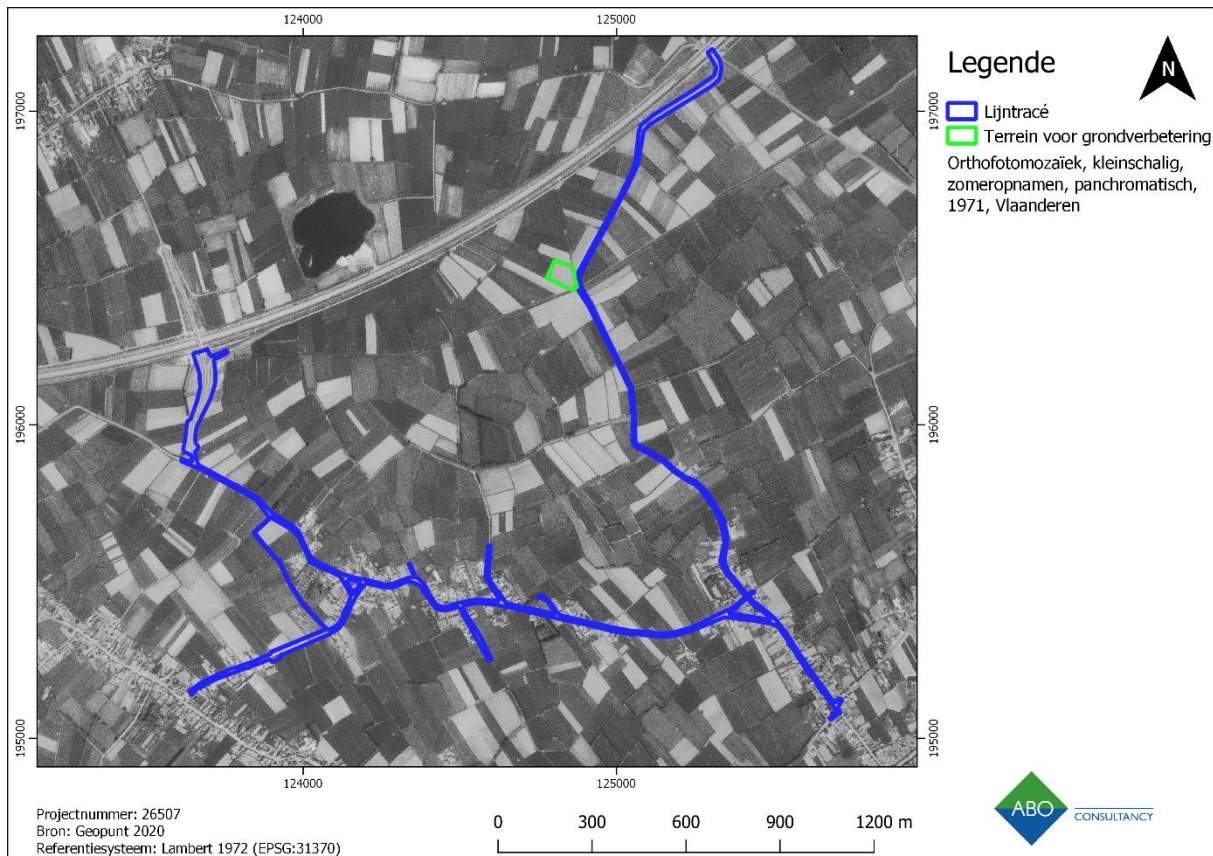 124000
125000
197000
197000
196000
196000
195000
195000
124000
125000
Legende
N
Lijntracé
Terrein voor grondverbetering
Orthofotomozaïek, kleinschalig,
zomeropnamen, panchromatisch,
1971, Vlaanderen
Projectnummer: 26507
Bron: Geopunt 2020
Referentiesysteem: Lambert 1972 (EPSG:31370)
0 300 600 900 1200 m
ABO
CONSULTANCY